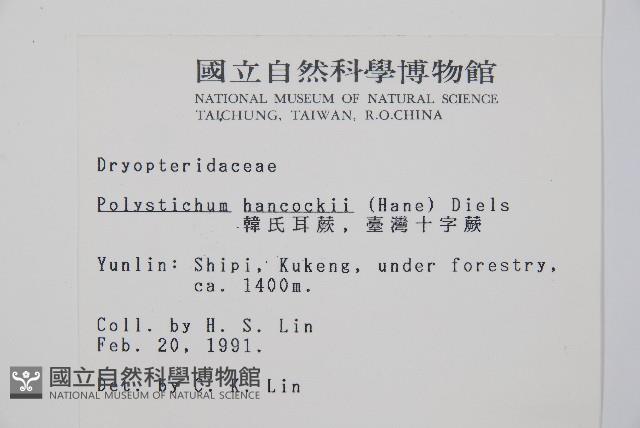 國立自然科學博物館
NATIONAL MUSEUM OF NATURAL SCIENCE
TAICHUNG, TAIWAN, R.O.CHINA
Dryopteridaceae
Polystichum hancockii (Hane) Diels
韓氏耳蕨, 臺灣十字蕨
Yunlin: Shipi, Kukeng, under forestry,
ca. 1400m.
Coll. by H. S. Lin
Feb. 20, 1991.
Det. by C. K. Lin
國立自然科學博物館
NATIONAL MUSEUM OF NATURAL SCIENCE